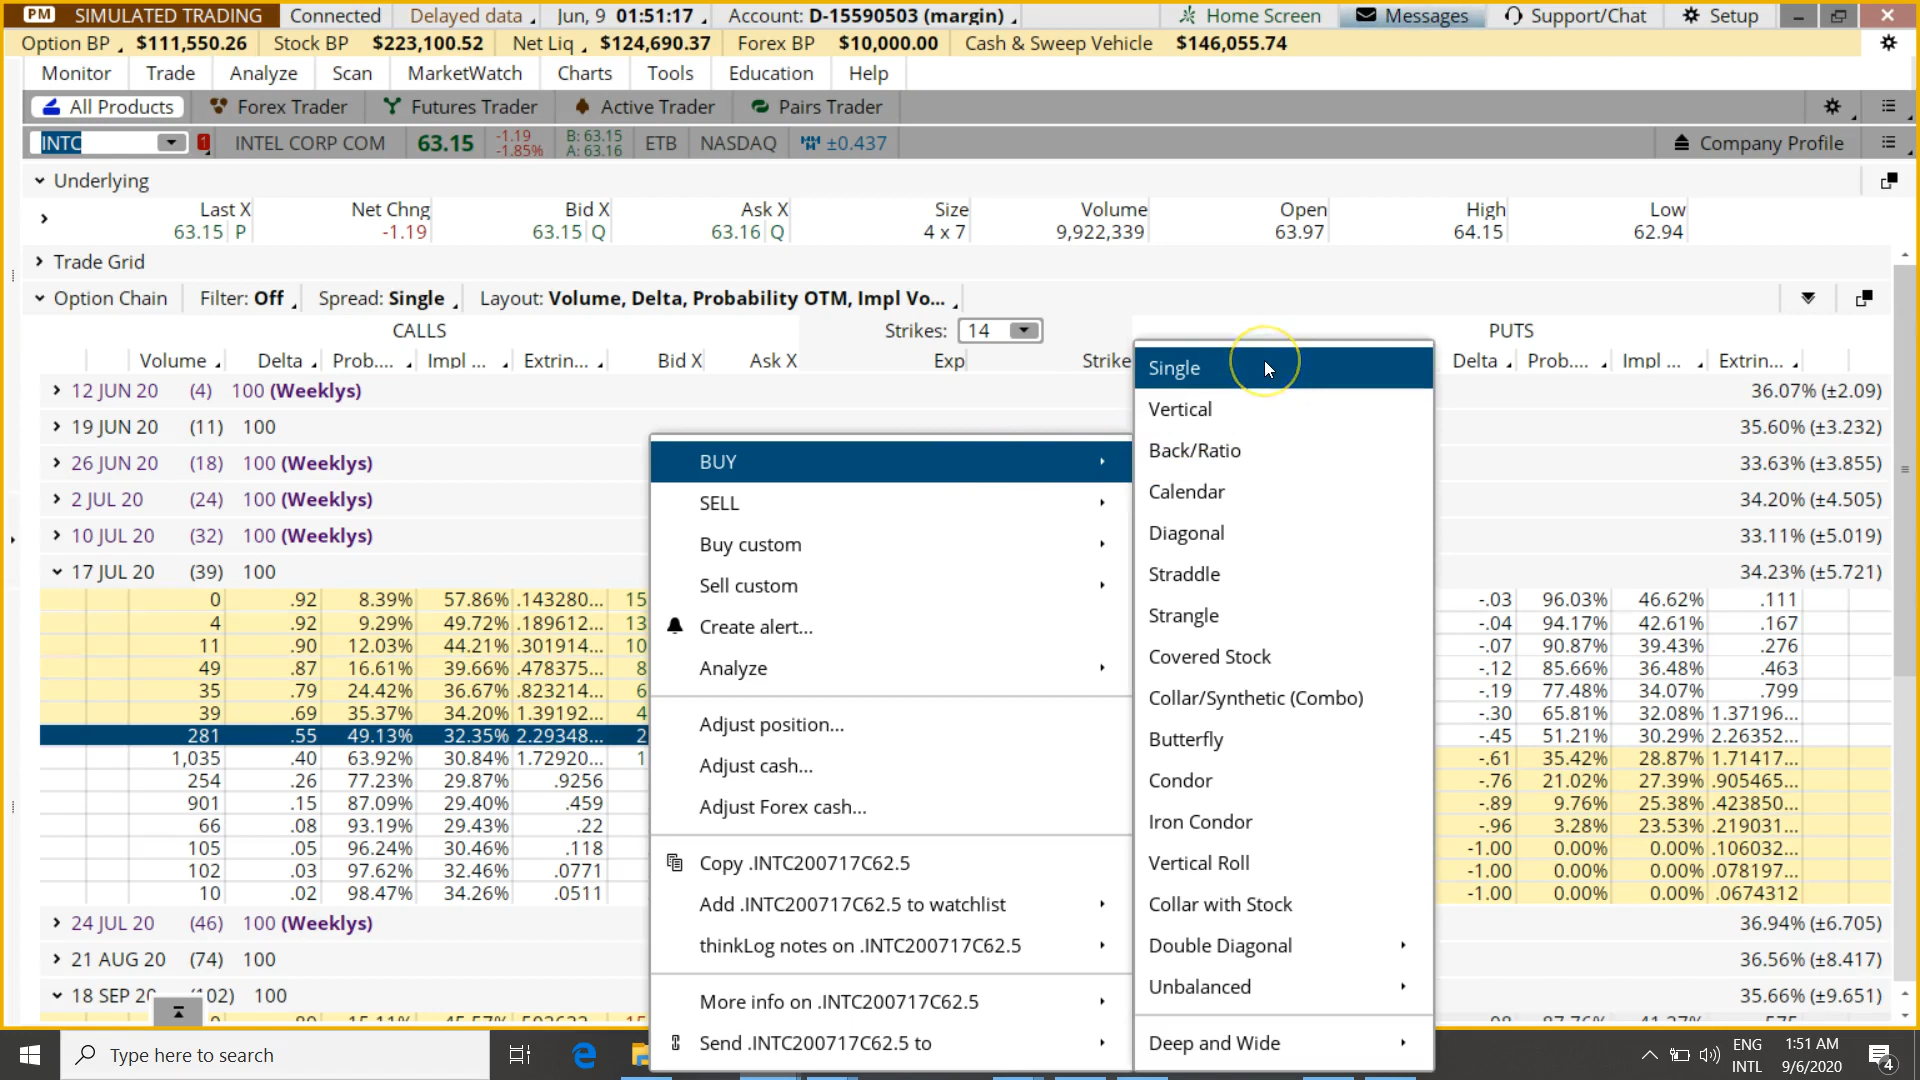 PM SIMULATED TRADING Connected Delayed data Jun, 9 01:51:17 Account: D-15590503 (margin) Home Screen Messages Support/Chat Setup
Option BP $111,550.26 Stock BP $223,100.52 Net Liq $124,690.37 Forex BP $10,000.00 Cash & Sweep Vehicle $146,055.74
Monitor Trade Analyze Scan MarketWatch Charts Tools Education Help
All Products Forex Trader Futures Trader Active Trader Pairs Trader
INTC 1 INTEL CORP COM 63.15 -1.19 -1.85% B: 63.15 A: 63.16 ETB NASDAQ ±0.437 Company Profile
Underlying
Last X Net Chng Bid X Ask X Size Volume Open High Low
63.15 P -1.19 63.15 Q 63.16 Q 4 x 7 9,922,339 63.97 64.15 62.94
Trade Grid
Option Chain Filter: Off Spread: Single Layout: Volume, Delta, Probability OTM, Impl Vo...
CALLS Strikes: 14 PUTS
Volume Delta Prob.... Impl ... Extrin... Bid X Ask X Exp Strike Delta Prob.... Impl ... Extrin...
12 JUN 20 (4) 100 (Weeklys) 36.07% (±2.09)
19 JUN 20 (11) 100 35.60% (±3.232)
26 JUN 20 (18) 100 (Weeklys) 33.63% (±3.855)
2 JUL 20 (24) 100 (Weeklys) 34.20% (±4.505)
10 JUL 20 (32) 100 (Weeklys) 33.11% (±5.019)
17 JUL 20 (39) 100 34.23% (±5.721)
0 .92 8.39% 57.86% .143280... 15 -.03 96.03% 46.62% .111
4 .92 9.29% 49.72% .189612... 13 -.04 94.17% 42.61% .167
11 .90 12.03% 44.21% .301914... 10 -.07 90.87% 39.43% .276
49 .87 16.61% 39.66% .478375... 8 -.12 85.66% 36.48% .463
35 .79 24.42% 36.67% .823214... 6 -.19 77.48% 34.07% .799
39 .69 35.37% 34.20% 1.39192... 4 -.30 65.81% 32.08% 1.37196...
281 .55 49.13% 32.35% 2.29348... 2 -.45 51.21% 30.29% 2.26352...
1,035 .40 63.92% 30.84% 1.72920... 1 -.61 35.42% 28.87% 1.71417...
254 .26 77.23% 29.87% .9256 -.76 21.02% 27.39% .905465...
901 .15 87.09% 29.40% .459 -.89 9.76% 25.38% .423850...
66 .08 93.19% 29.43% .22 -.96 3.28% 23.53% .219031...
105 .05 96.24% 30.46% .118 -1.00 0.00% 0.00% .106032...
102 .03 97.62% 32.46% .0771 -1.00 0.00% 0.00% .078197...
10 .02 98.47% 34.26% .0511 -1.00 0.00% 0.00% .0674312
24 JUL 20 (46) 100 (Weeklys) 36.94% (±6.705)
21 AUG 20 (74) 100 36.56% (±8.417)
18 SEP 20 (102) 100 35.66% (±9.651)
BUY
SELL
Buy custom
Sell custom
Create alert...
Analyze
Adjust position...
Adjust cash...
Adjust Forex cash...
Copy .INTC200717C62.5
Add .INTC200717C62.5 to watchlist
thinkLog notes on .INTC200717C62.5
More info on .INTC200717C62.5
Send .INTC200717C62.5 to
Single
Vertical
Back/Ratio
Calendar
Diagonal
Straddle
Strangle
Covered Stock
Collar/Synthetic (Combo)
Butterfly
Condor
Iron Condor
Vertical Roll
Collar with Stock
Double Diagonal
Unbalanced
Deep and Wide
Type here to search ENG INTL 1:51 AM 9/6/2020 4